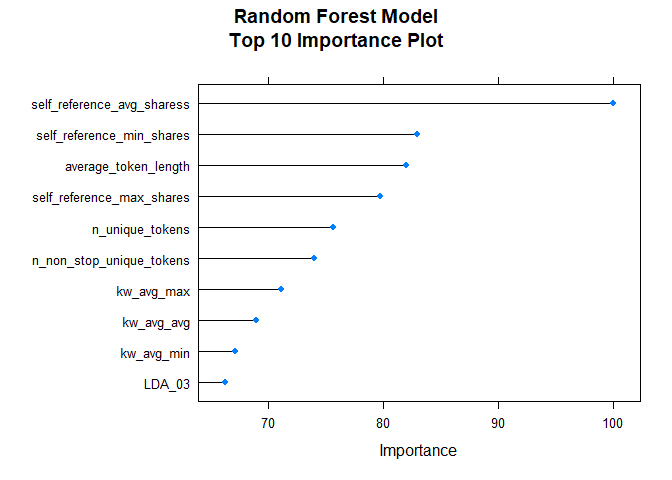 Random Forest Model
Top 10 Importance Plot
self_reference_avg_sharess
self_reference_min_shares
average_token_length
self_reference_max_shares
n_unique_tokens
n_non_stop_unique_tokens
kw_avg_max
kw_avg_avg
kw_avg_min
LDA_03
70 80 90 100
Importance